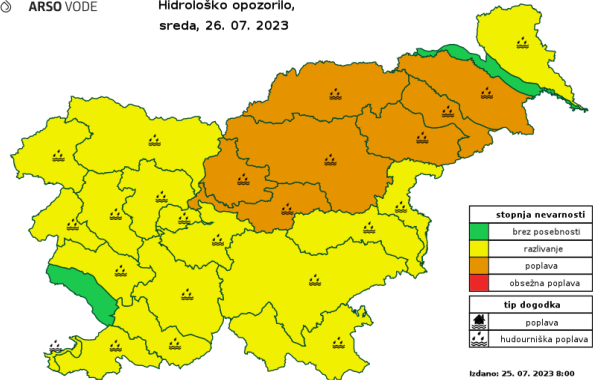 ARSO VODE
Hidrološko opozorilo,
sreda, 26. 07. 2023
stopnja nevarnosti
brez posebnosti
razlivanje
poplava
obsežna poplava
tip dogodka
poplava
hudourniška poplava
Izdano: 25. 07. 2023 8:00